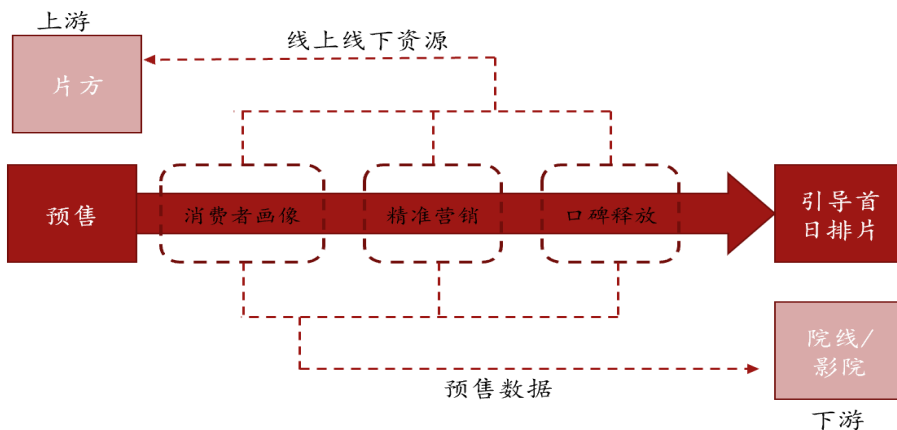 上游
片方
线上线下资源
预售
消费者画像
精准营销
口碑释放
引导首
日排片
院线/
影院
预售数据
下游